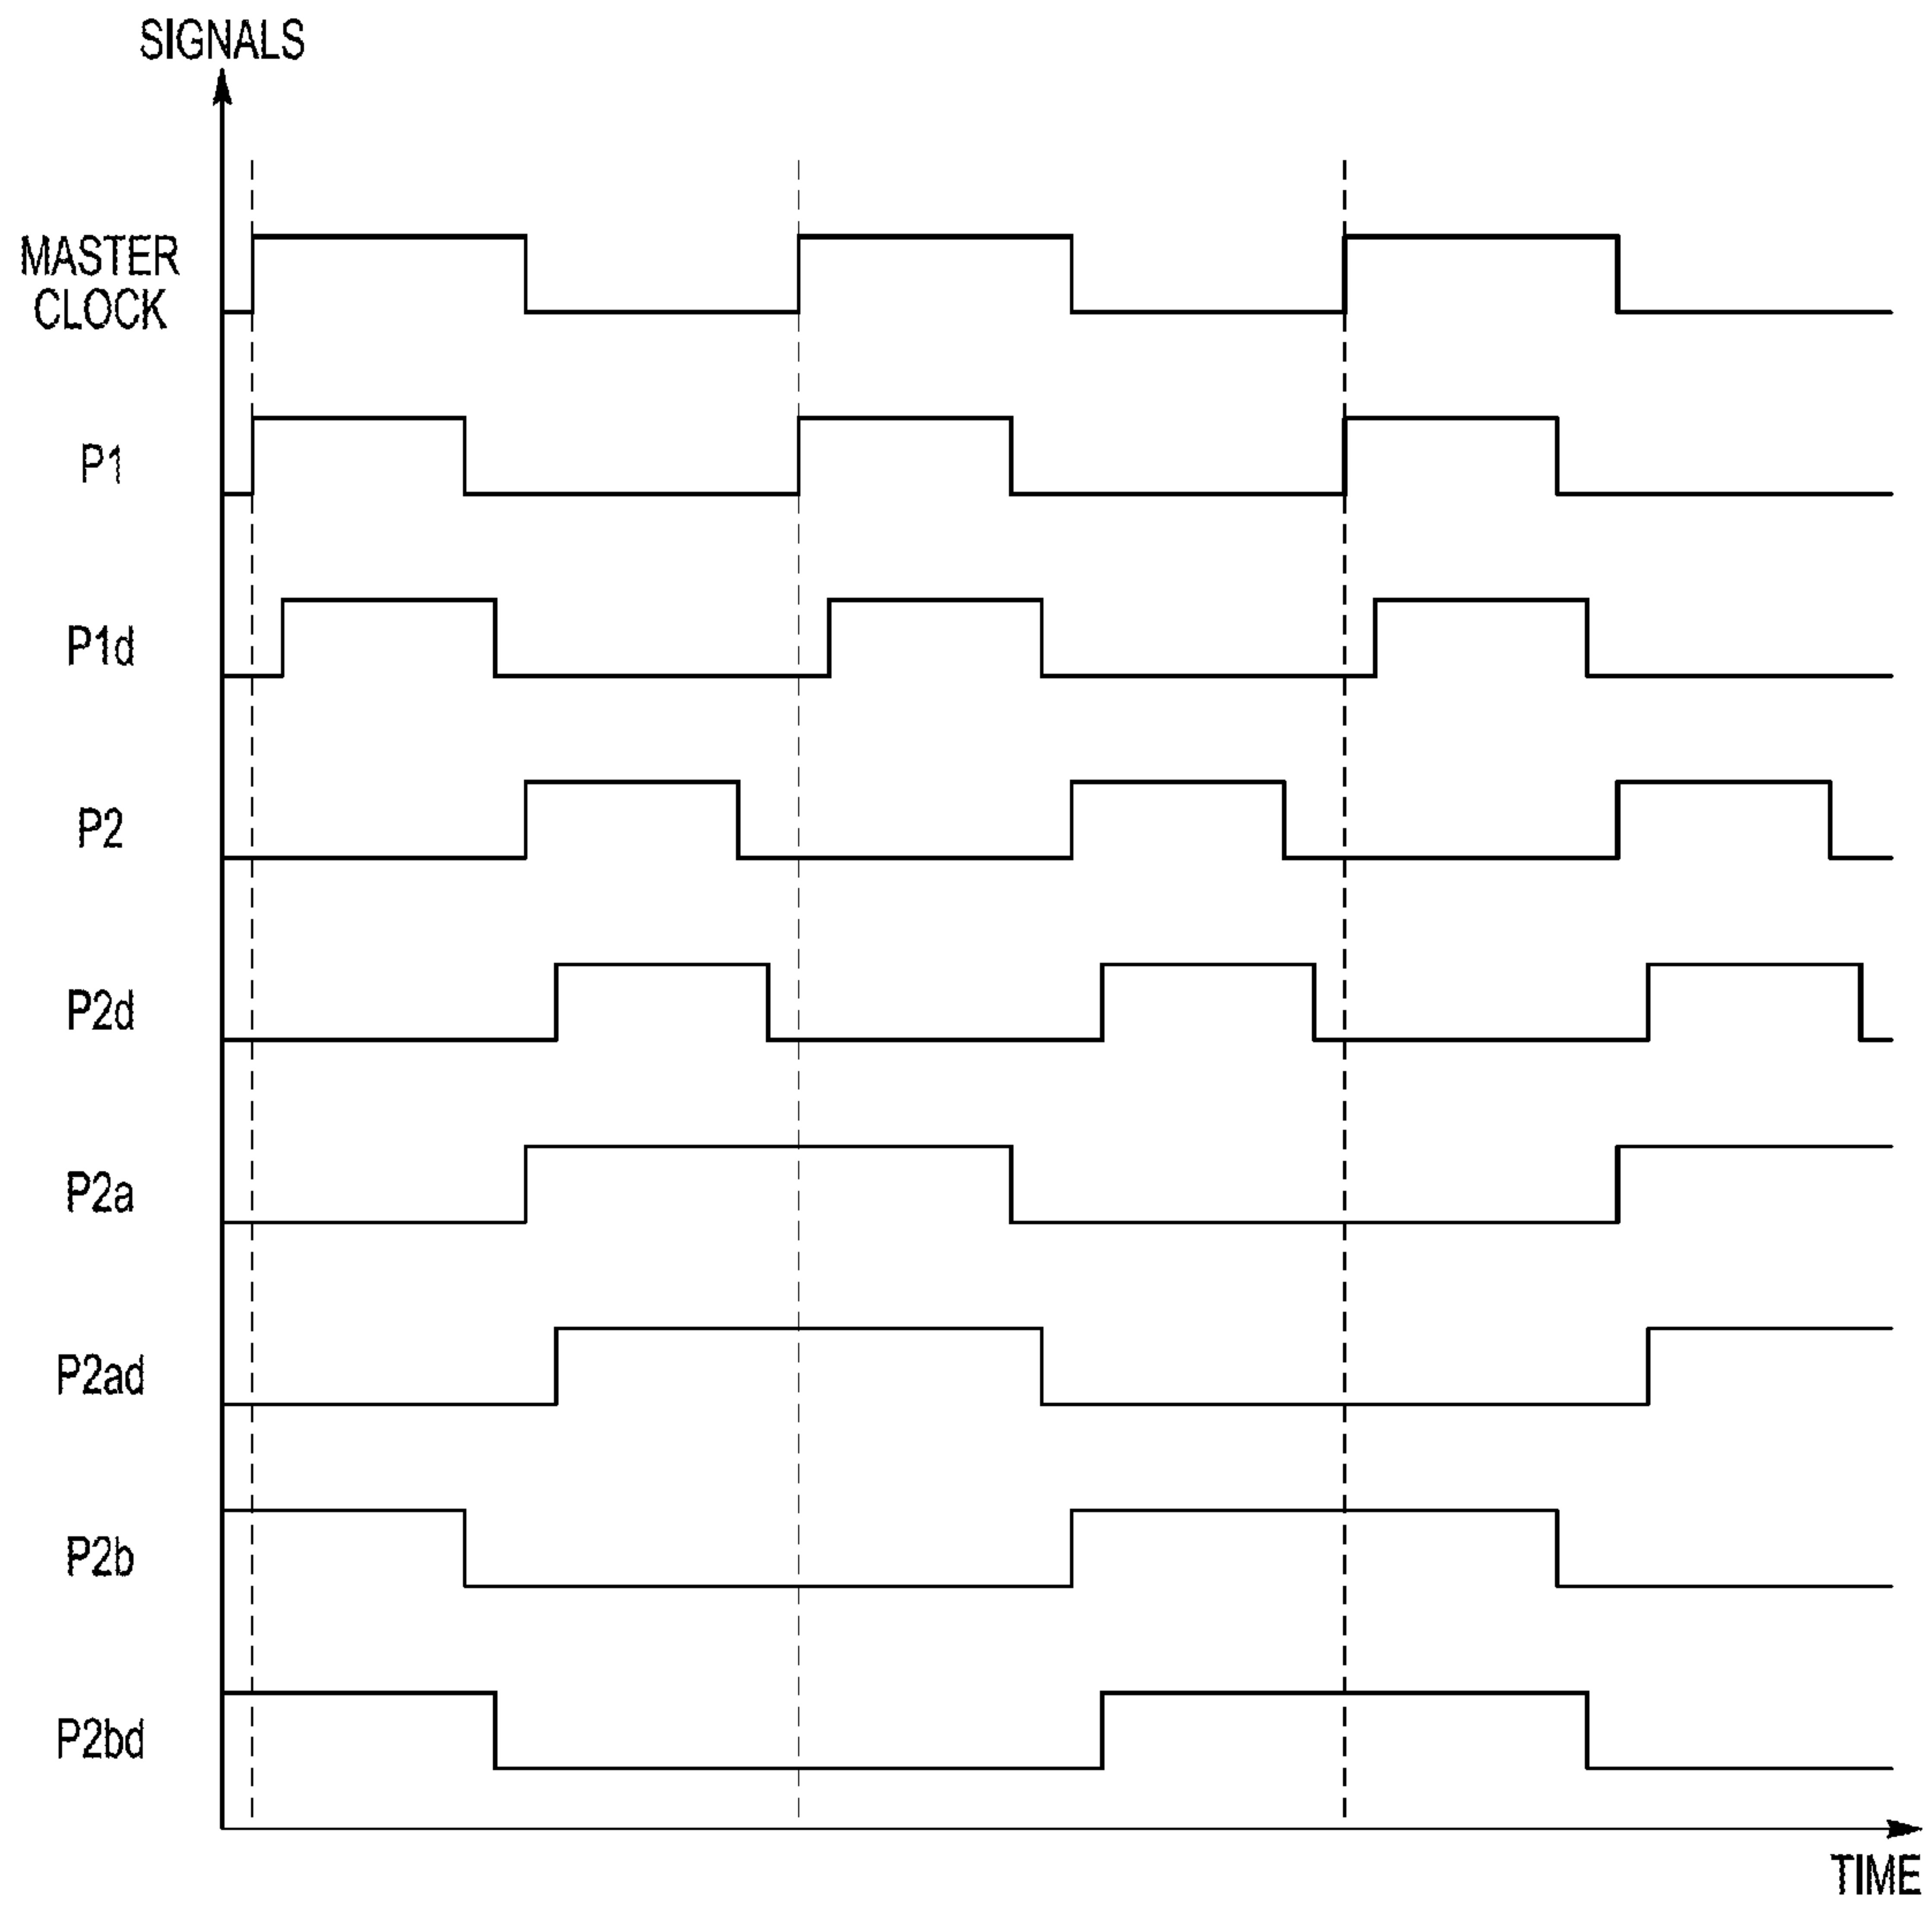 SIGNALS
MASTER
CLOCK
P1
P1d
P2
P2d
P2a
P2ad
P2b
P2bd
TIME